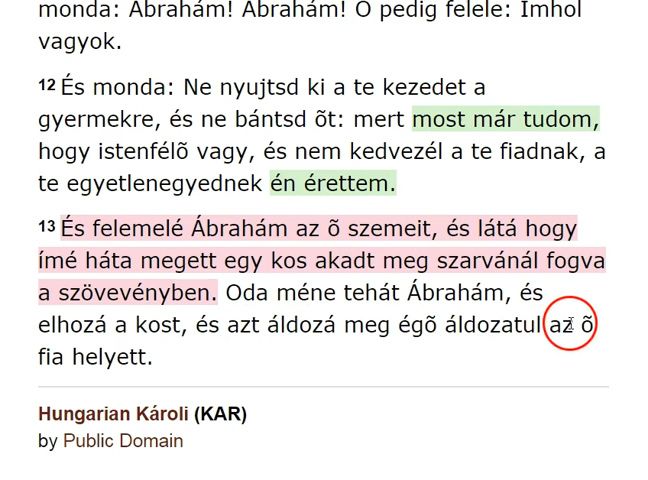 monda: Ábrahám! Ábrahám! Õ pedig felele: Ímhol
vagyok.
12 És monda: Ne nyujtsd ki a te kezedet a
gyermekre, és ne bántsd õt: mert most már tudom,
hogy istenfélõ vagy, és nem kedvezél a te fiadnak, a
te egyetlenegyednek én érettem.
13 És felemelé Ábrahám az õ szemeit, és látá hogy
ímé háta megett egy kos akadt meg szarvánál fogva
a szövevényben. Oda méne tehát Ábrahám, és
elhozá a kost, és azt áldozá meg égõ áldozatul az õ
fia helyett.
Hungarian Károli (KAR)
by Public Domain